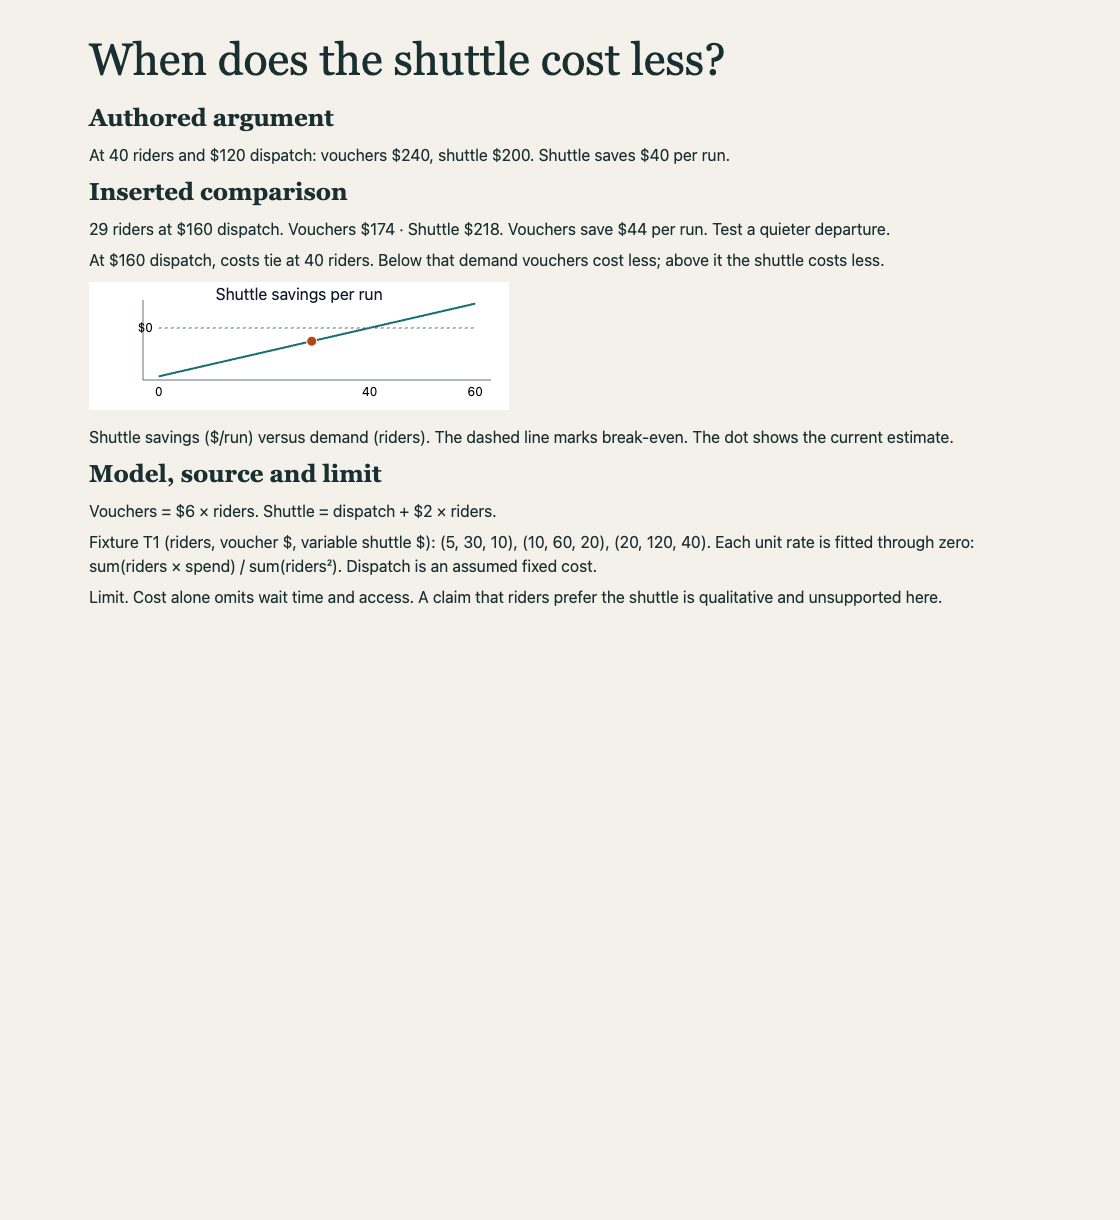 When does the shuttle cost less?
Authored argument
At 40 riders and $120 dispatch: vouchers $240, shuttle $200. Shuttle saves $40 per run.
Inserted comparison
29 riders at $160 dispatch. Vouchers $174 · Shuttle $218. Vouchers save $44 per run. Test a quieter departure.
At $160 dispatch, costs tie at 40 riders. Below that demand vouchers cost less; above it the shuttle costs less.
Shuttle savings per run
$0
0 40 60
Shuttle savings ($/run) versus demand (riders). The dashed line marks break-even. The dot shows the current estimate.
Model, source and limit
Vouchers = $6 × riders. Shuttle = dispatch + $2 × riders.
Fixture T1 (riders, voucher $, variable shuttle $): (5, 30, 10), (10, 60, 20), (20, 120, 40). Each unit rate is fitted through zero:
sum(riders × spend) / sum(riders²). Dispatch is an assumed fixed cost.
Limit. Cost alone omits wait time and access. A claim that riders prefer the shuttle is qualitative and unsupported here.